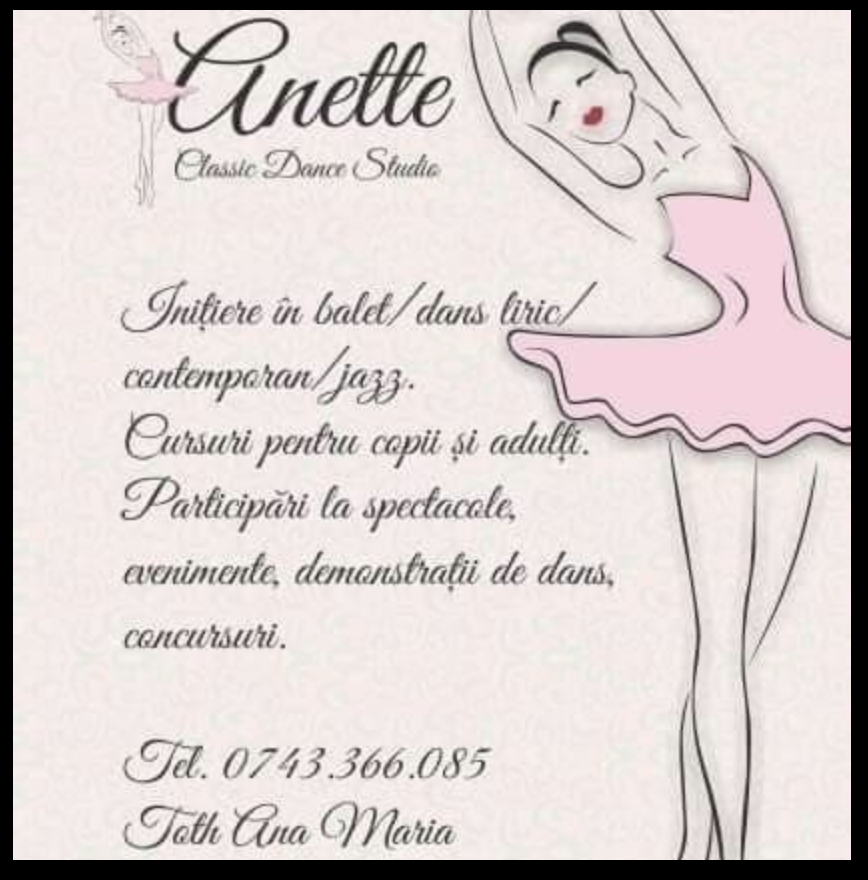 Anette
Classic Dance Studio
Inițiere în balet/dans liric/
contemporan/jazz.
Cursuri pentru copii și adulți.
Participări la spectacole,
evenimente, demonstrații de dans,
concursuri.
Tel. 0743.366.085
Toth Ana Maria